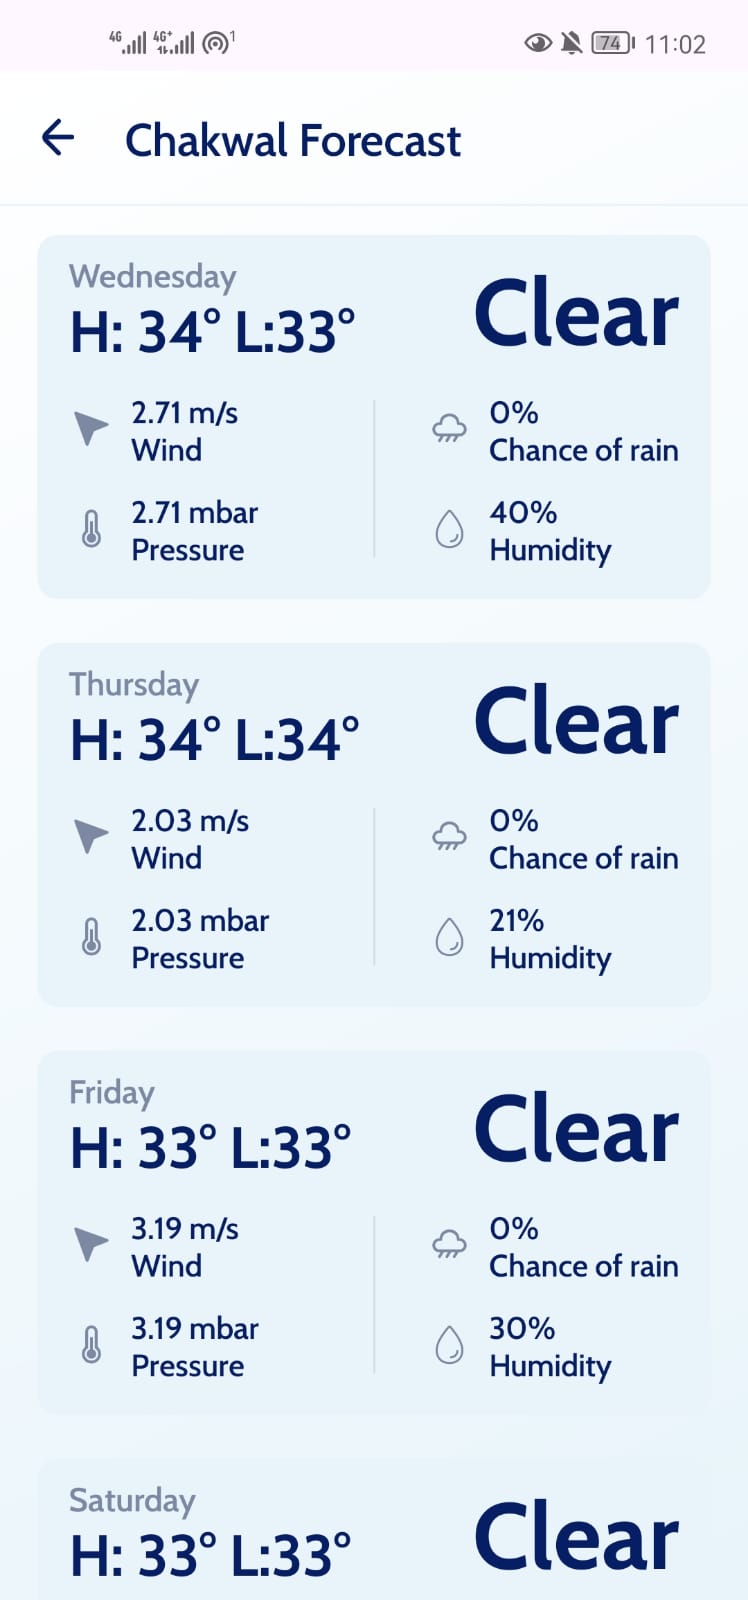 4G 4G+ 1 74 11:02
Chakwal Forecast
Wednesday
H: 34° L:33°
Clear
2.71 m/s
Wind
0%
Chance of rain
2.71 mbar
Pressure
40%
Humidity
Thursday
H: 34° L:34°
Clear
2.03 m/s
Wind
0%
Chance of rain
2.03 mbar
Pressure
21%
Humidity
Friday
H: 33° L:33°
Clear
3.19 m/s
Wind
0%
Chance of rain
3.19 mbar
Pressure
30%
Humidity
Saturday
H: 33° L:33°
Clear